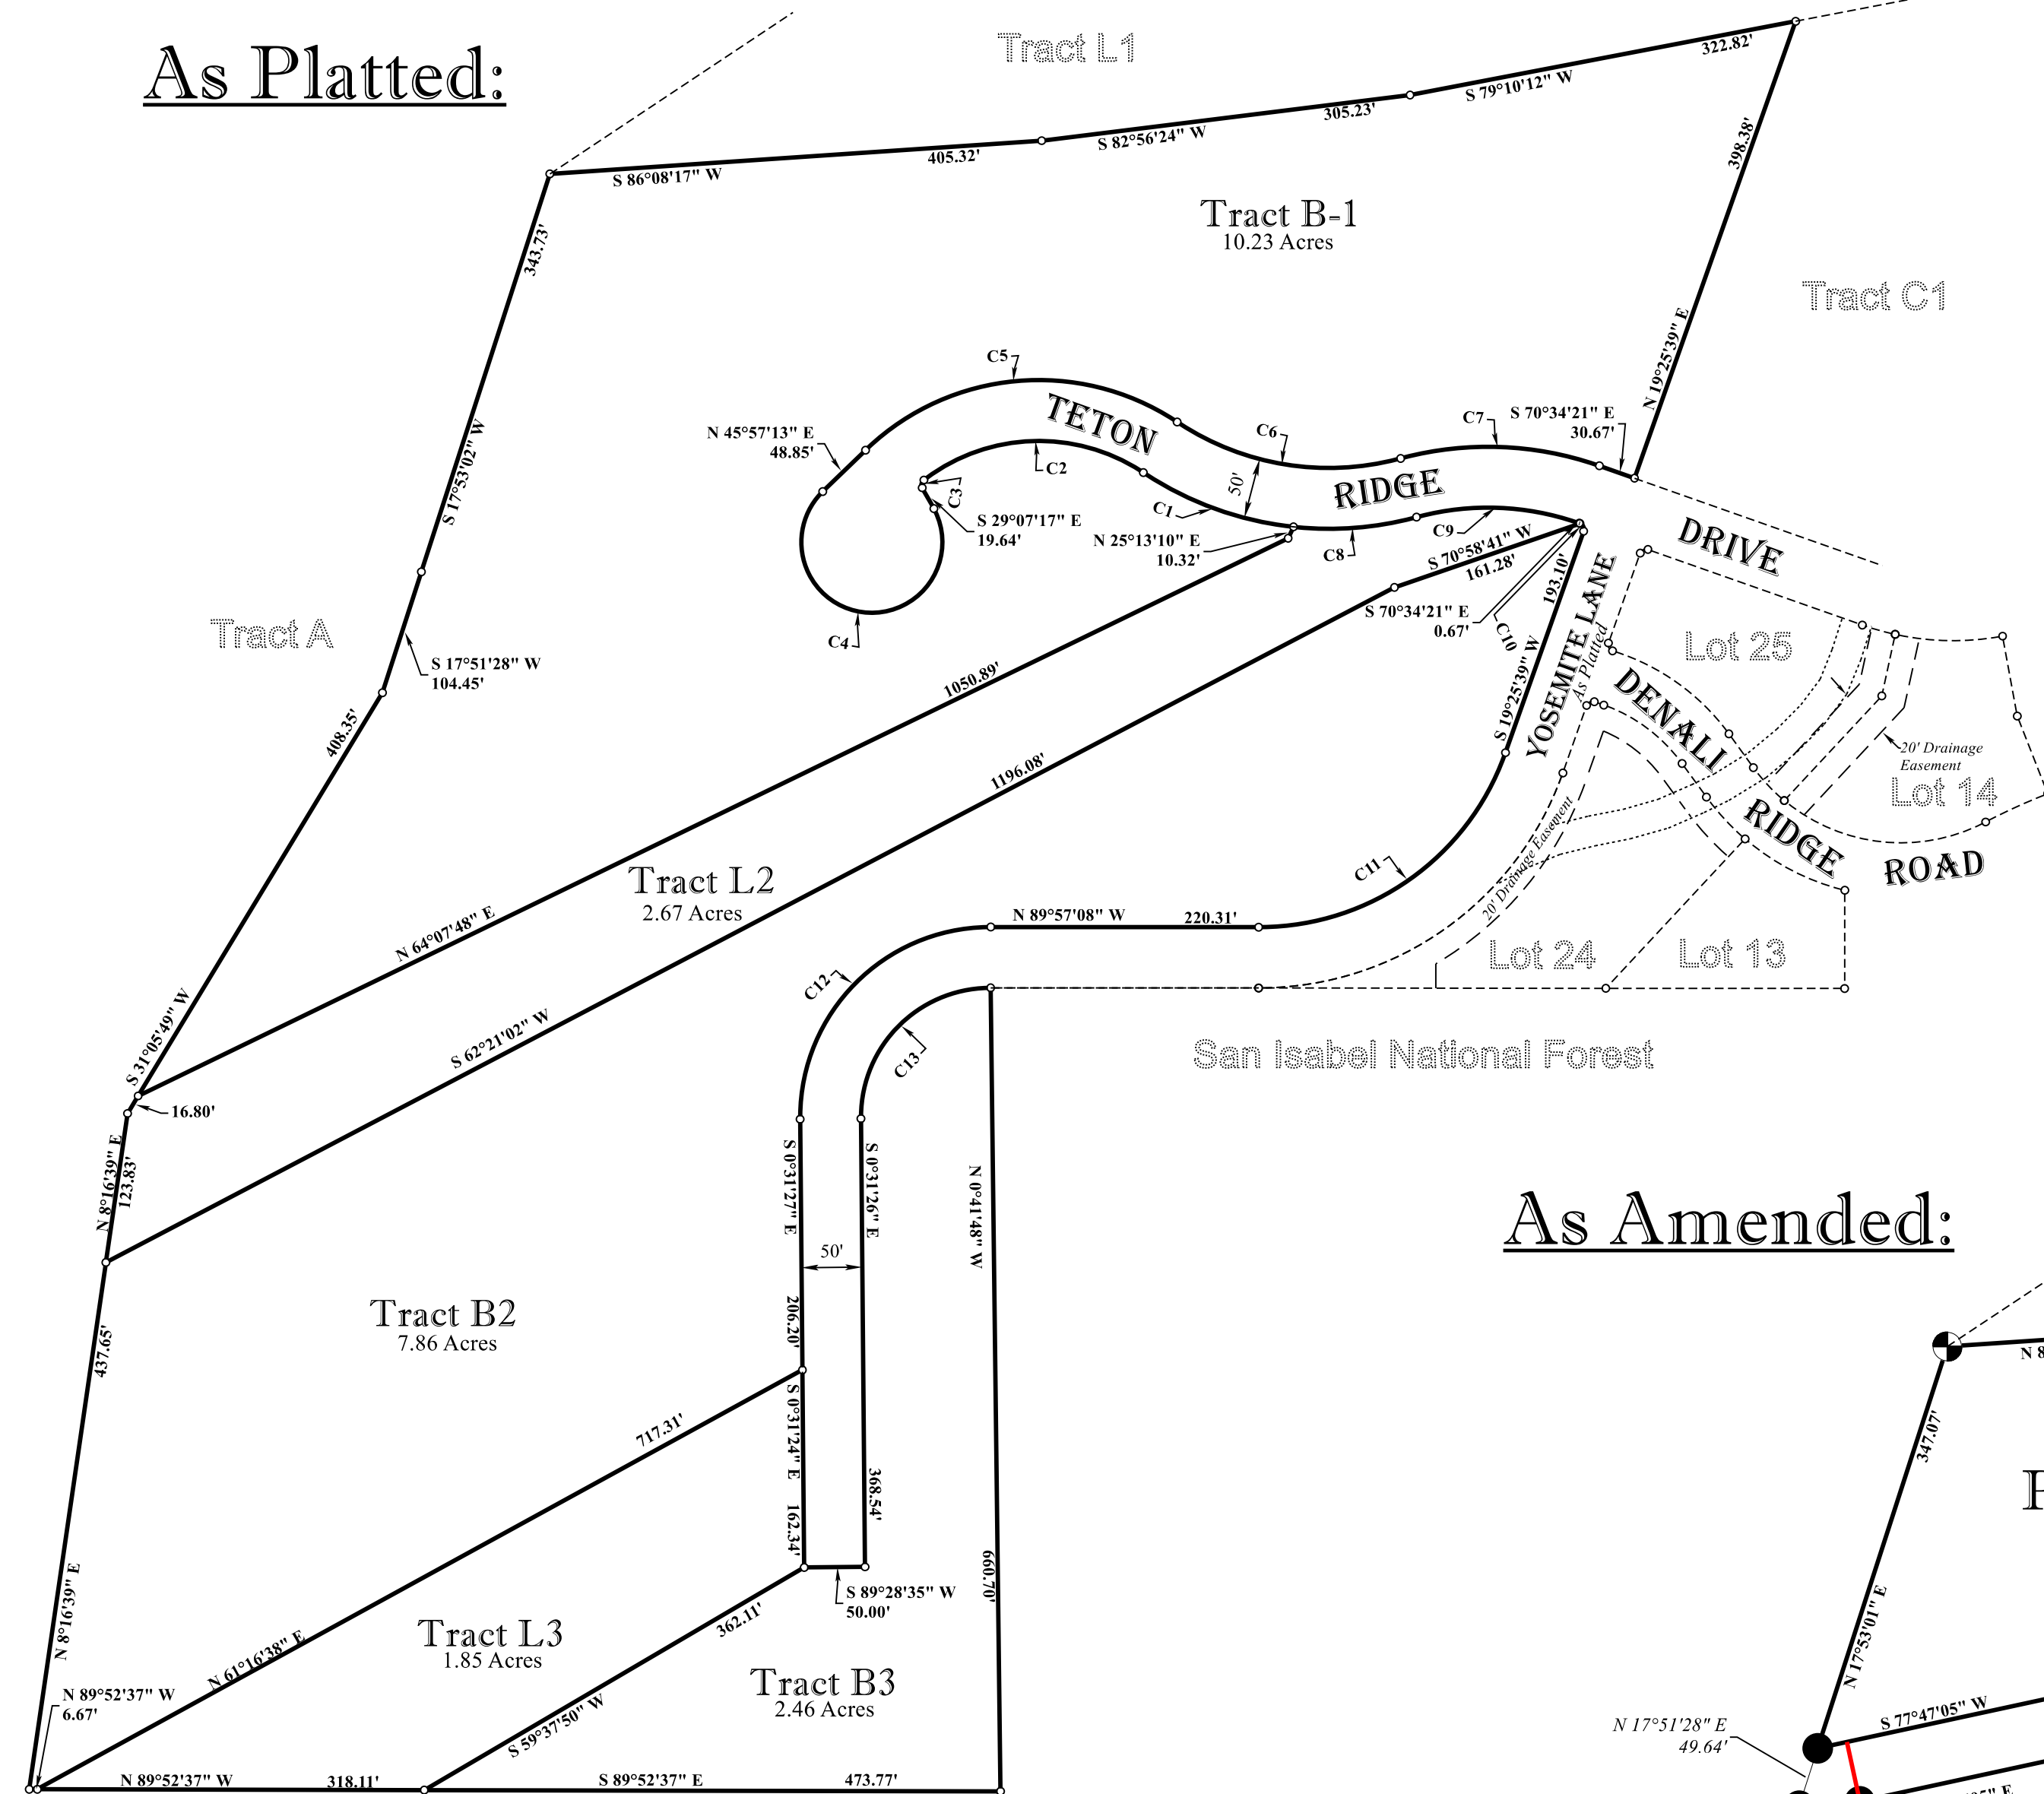 As Platted:
Tract L1
322.82'
S 79°10'12" W
305.23'
S 82°56'24" W
405.32'
S 86°08'17" W
398.38'
N 19°25'39" E
Tract B-1
10.23 Acres
343.73'
S 17°53'02" W
Tract C1
C5
TETON
C6
C7
S 70°34'21" E
30.67'
N 45°57'13" E
48.85'
C2
C3
50'
RIDGE
C1
S 29°07'17" E
19.64'
N 25°13'10" E
10.32'
C8
C9
DRIVE
S 70°58'41" W
161.28'
C4
S 70°34'21" E
0.67'
C10
193.10'
S 19°25'39" W
YOSEMITE LANE
As Platted
Tract A
S 17°51'28" W
104.45'
Lot 25
DENALI
408.35'
1050.89'
1196.08'
20' Drainage
Easement
Lot 14
RIDGE
ROAD
20' Drainage Easement
C11
Tract L2
2.67 Acres
N 64°07'48" E
N 89°57'08" W
220.31'
Lot 24
Lot 13
C12
C13
S 31°05'49" W
S 62°21'02" W
San Isabel National Forest
16.80'
N 8°16'39" E
123.83'
S 0°31'27" E
S 0°31'26" E
N 0°41'48" W
As Amended:
50'
206.20'
Tract B2
7.86 Acres
437.65'
N 8
717.31'
S 0°31'24" E
347.07'
368.54'
162.34'
660.70'
N 8°16'39" E
S 89°28'35" W
50.00'
N 17°53'01" E
N 61°16'38" E
Tract L3
1.85 Acres
362.11'
Tract B3
2.46 Acres
N 89°52'37" W
6.67'
S 59°37'50" W
S 77°47'05" W
N 17°51'28" E
49.64'
N 89°52'37" W
318.11'
S 89°52'37" E
473.77'